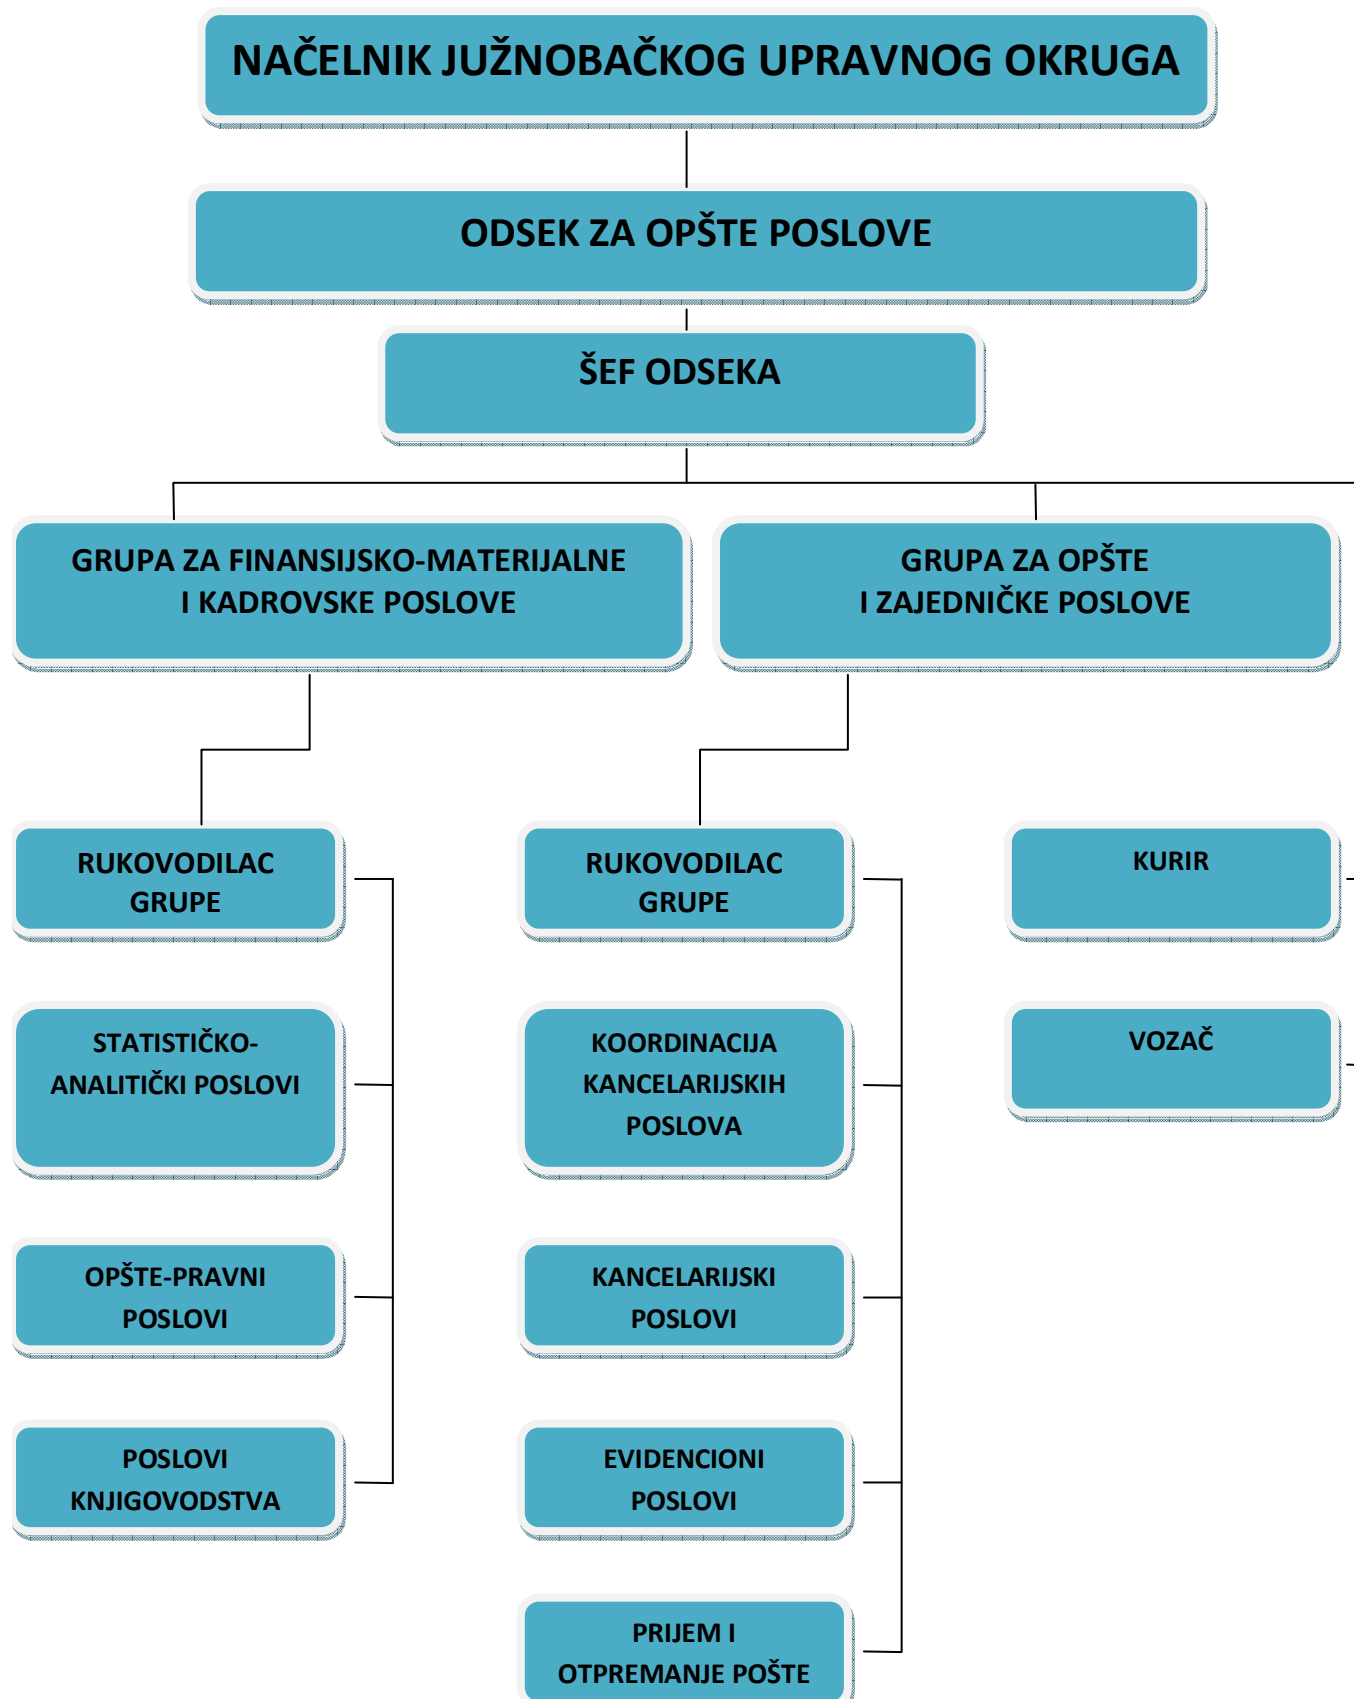 NAČELNIK JUŽNOBAČKOG UPRAVNOG OKRUGA
ODSEK ZA OPŠTE POSLOVE
ŠEF ODSEKA
GRUPA ZA FINANSIJSKO-MATERIJALNE
I KADROVSKE POSLOVE
GRUPA ZA OPŠTE
I ZAJEDNIČKE POSLOVE
RUKOVODILAC
GRUPE
RUKOVODILAC
GRUPE
KURIR
STATISTIČKO-
ANALITIČKI POSLOVI
KOORDINACIJA
KANCELARIJSKIH
POSLOVA
VOZAČ
OPŠTE-PRAVNI
POSLOVI
KANCELARIJSKI
POSLOVI
POSLOVI
KNJIGOVODSTVA
EVIDENCIONI
POSLOVI
PRIJEM I
OTPREMANJE POŠTE